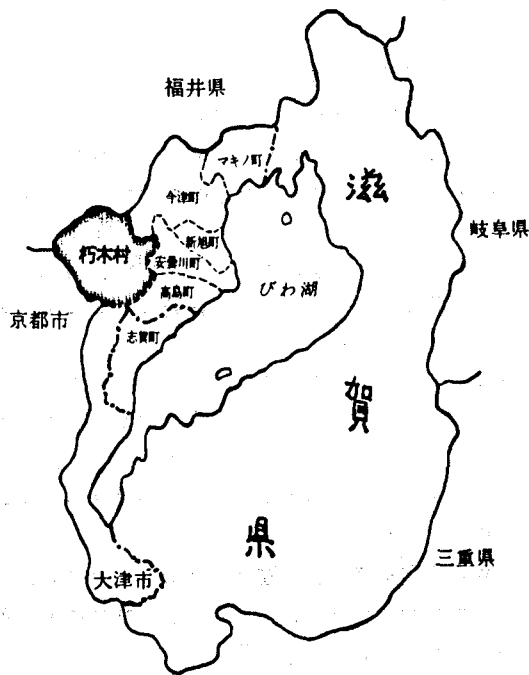 福井県
マキノ町
滋
今津町
岐阜県
新旭町
朽木村
安曇川町
びわ湖
高島町
京都市
志賀町
賀
県
三重県
大津市